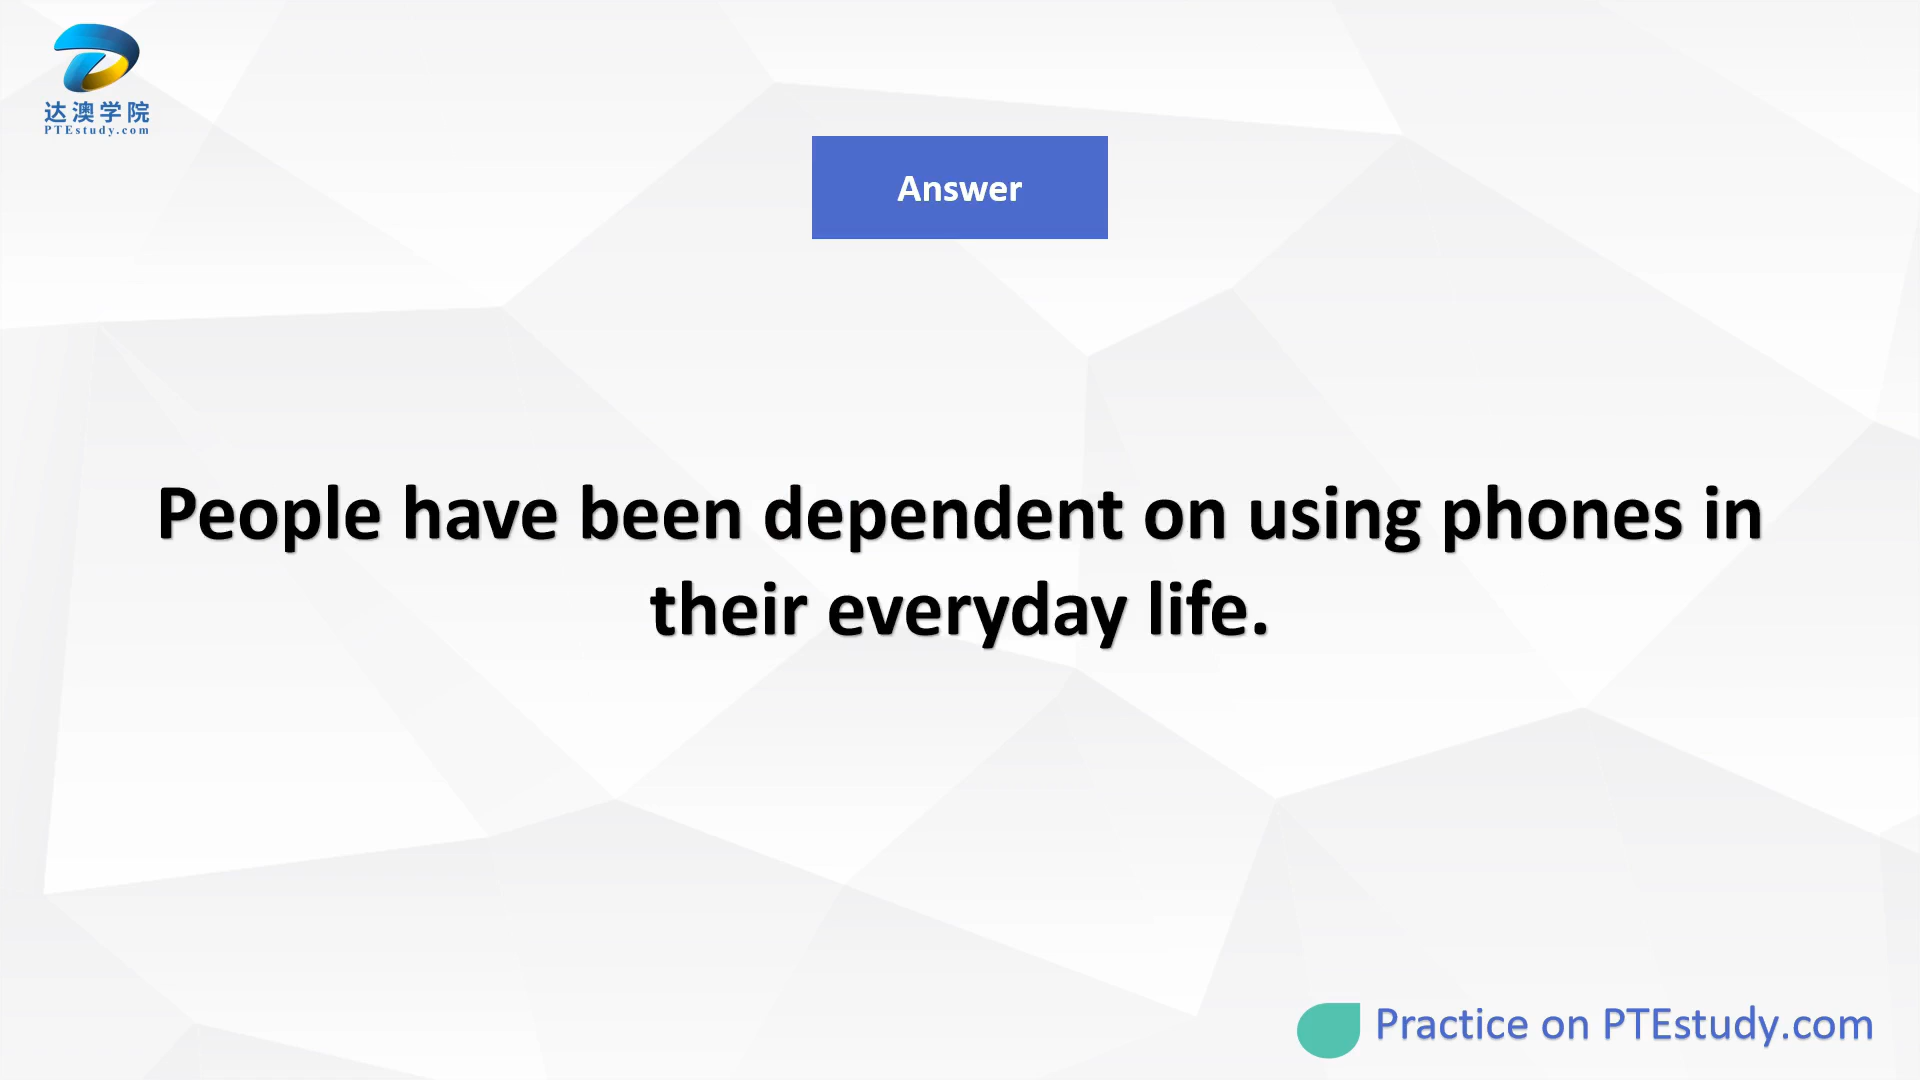 达澳学院
PTEstudy.com
Answer
People have been dependent on using phones in
their everyday life.
Practice on PTEstudy.com